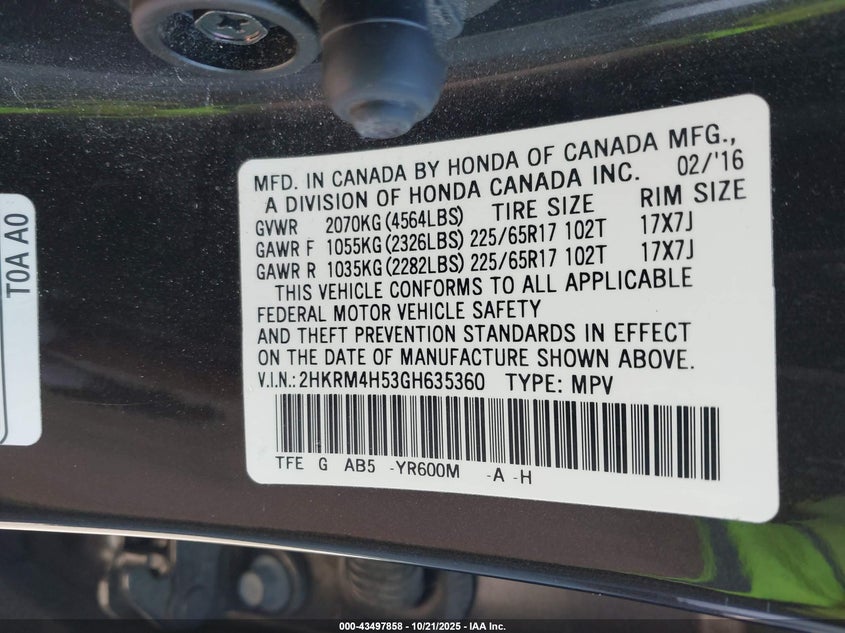 MFD. IN CANADA BY HONDA OF CANADA MFG.,
A DIVISION OF HONDA CANADA INC. 02/'16
GVWR 2070KG (4564LBS) TIRE SIZE RIM SIZE
GAWR F 1055KG (2326LBS) 225/65R17 102T 17X7J
GAWR R 1035KG (2282LBS) 225/65R17 102T 17X7J
THIS VEHICLE CONFORMS TO ALL APPLICABLE
FEDERAL MOTOR VEHICLE SAFETY
AND THEFT PREVENTION STANDARDS IN EFFECT
ON THE DATE OF MANUFACTURE SHOWN ABOVE.
V.I.N.: 2HKRM4H53GH635360 TYPE: MPV
TFE G AB5 -YR600M -A -H
T0A A0
000-43497858 - 10/21/2025 - IAA Inc.